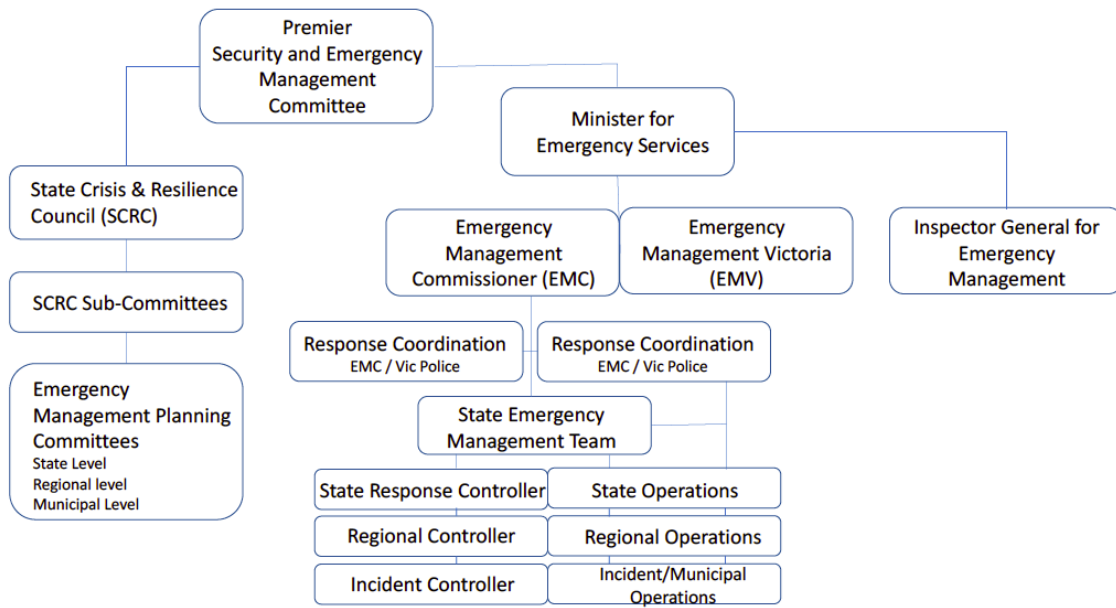 Premier
Security and Emergency
Management
Committee
Minister for
Emergency Services
State Crisis & Resilience
Council (SCRC)
Emergency
Management
Commissioner (EMC)
Emergency
Management Victoria
(EMV)
Inspector General for
Emergency
Management
SCRC Sub-Committees
Response Coordination
EMC / Vic Police
Response Coordination
EMC / Vic Police
Emergency
Management Planning
Committees
State Level
Regional level
Municipal Level
State Emergency
Management Team
State Response Controller
State Operations
Regional Controller
Regional Operations
Incident Controller
Incident/Municipal
Operations